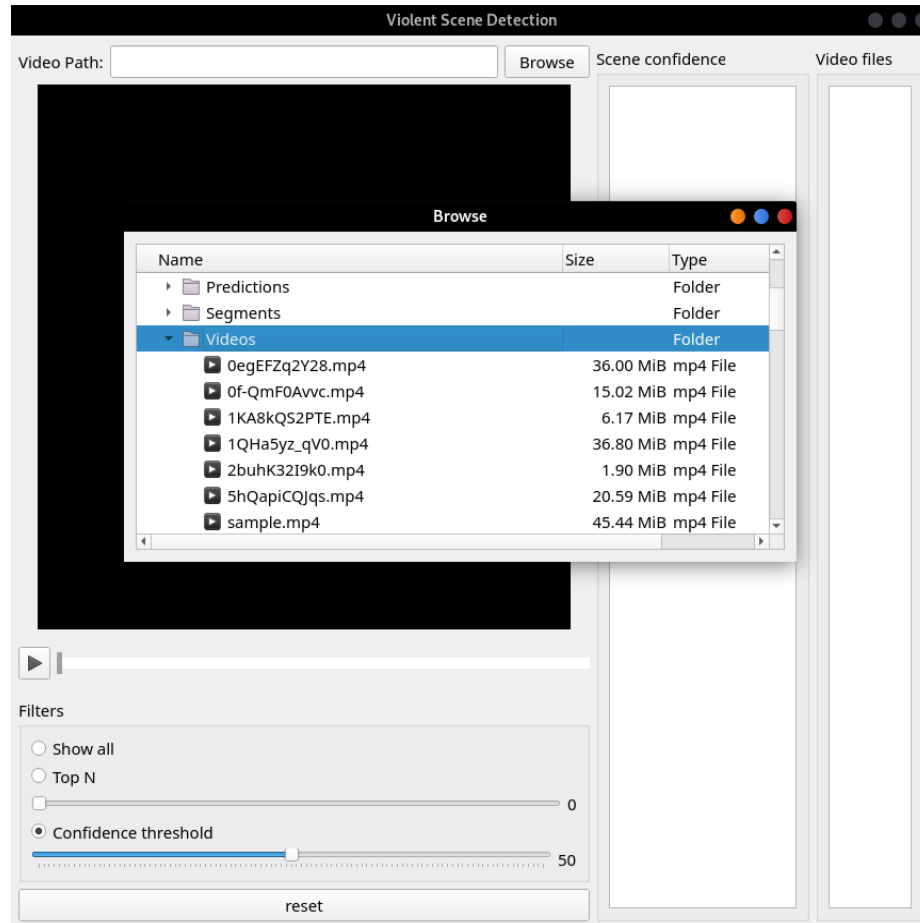 Violent Scene Detection
Video Path:
Browse
Scene confidence
Video files
Browse
Name Size Type
Predictions Folder
Segments Folder
Videos Folder
0egEFZq2Y28.mp4 36.00 MiB mp4 File
0f-QmF0Avvc.mp4 15.02 MiB mp4 File
1KA8kQS2PTE.mp4 6.17 MiB mp4 File
1QHa5yz_qV0.mp4 36.80 MiB mp4 File
2buhK32I9k0.mp4 1.90 MiB mp4 File
5hQapiCQJqs.mp4 20.59 MiB mp4 File
sample.mp4 45.44 MiB mp4 File
Filters
Show all
Top N
0
Confidence threshold
50
reset